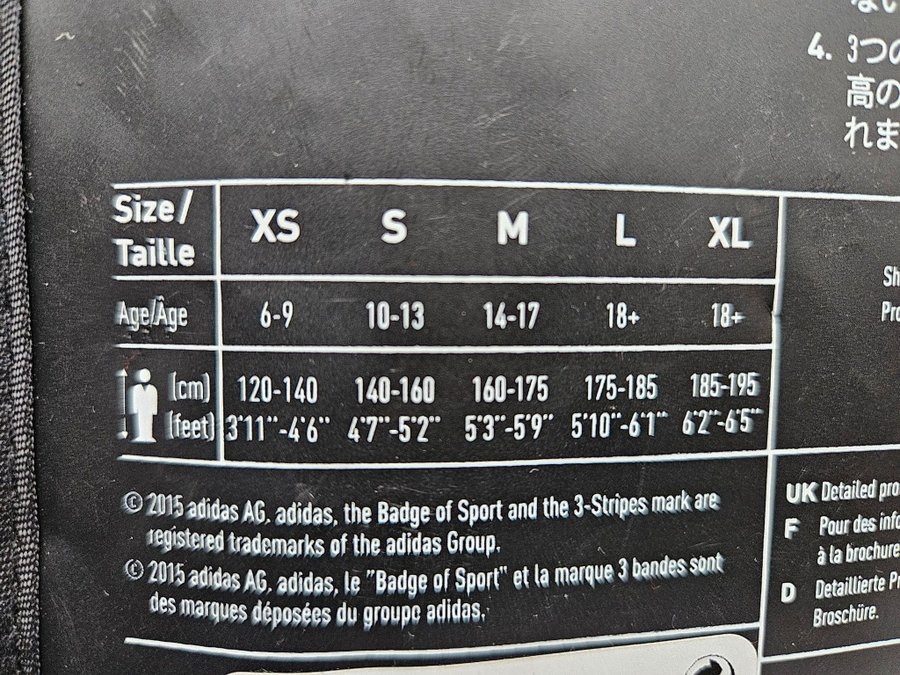 ない
4. 3つの
高の
れま
Size/ XS S M L XL
Taille
Age/Âge 6-9 10-13 14-17 18+ 18+
(cm) 120-140 140-160 160-175 175-185 185-195
(feet) 3'11''-4'6'' 4'7''-5'2'' 5'3''-5'9'' 5'10''-6'1'' 6'2''-6'5''
© 2015 adidas AG. adidas, the Badge of Sport and the 3-Stripes mark are
registered trademarks of the adidas Group.
© 2015 adidas AG. adidas, le "Badge of Sport" et la marque 3 bandes sont
des marques déposées du groupe adidas.
Sh
Pro
UK Detailed pro
F Pour des info
à la brochure
D Detaillierte Pr
Broschüre.